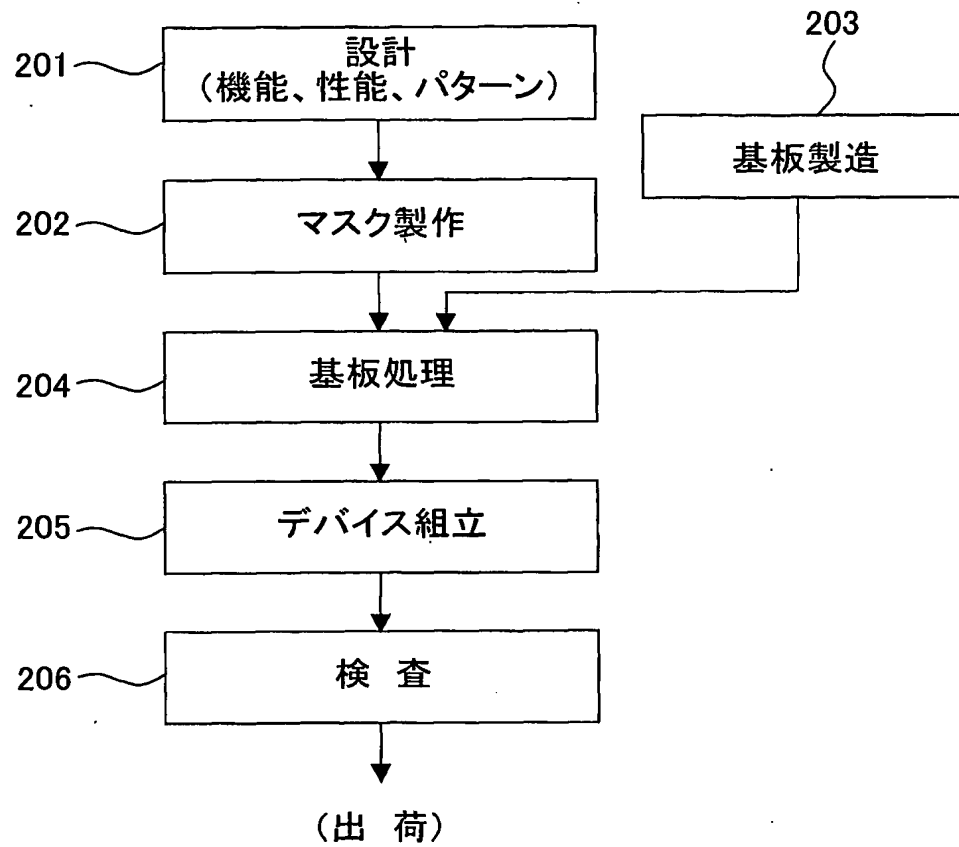 201
設計
（機能、性能、パターン）
203
基板製造
202
マスク製作
204
基板処理
205
デバイス組立
206
検 査
（出 荷）